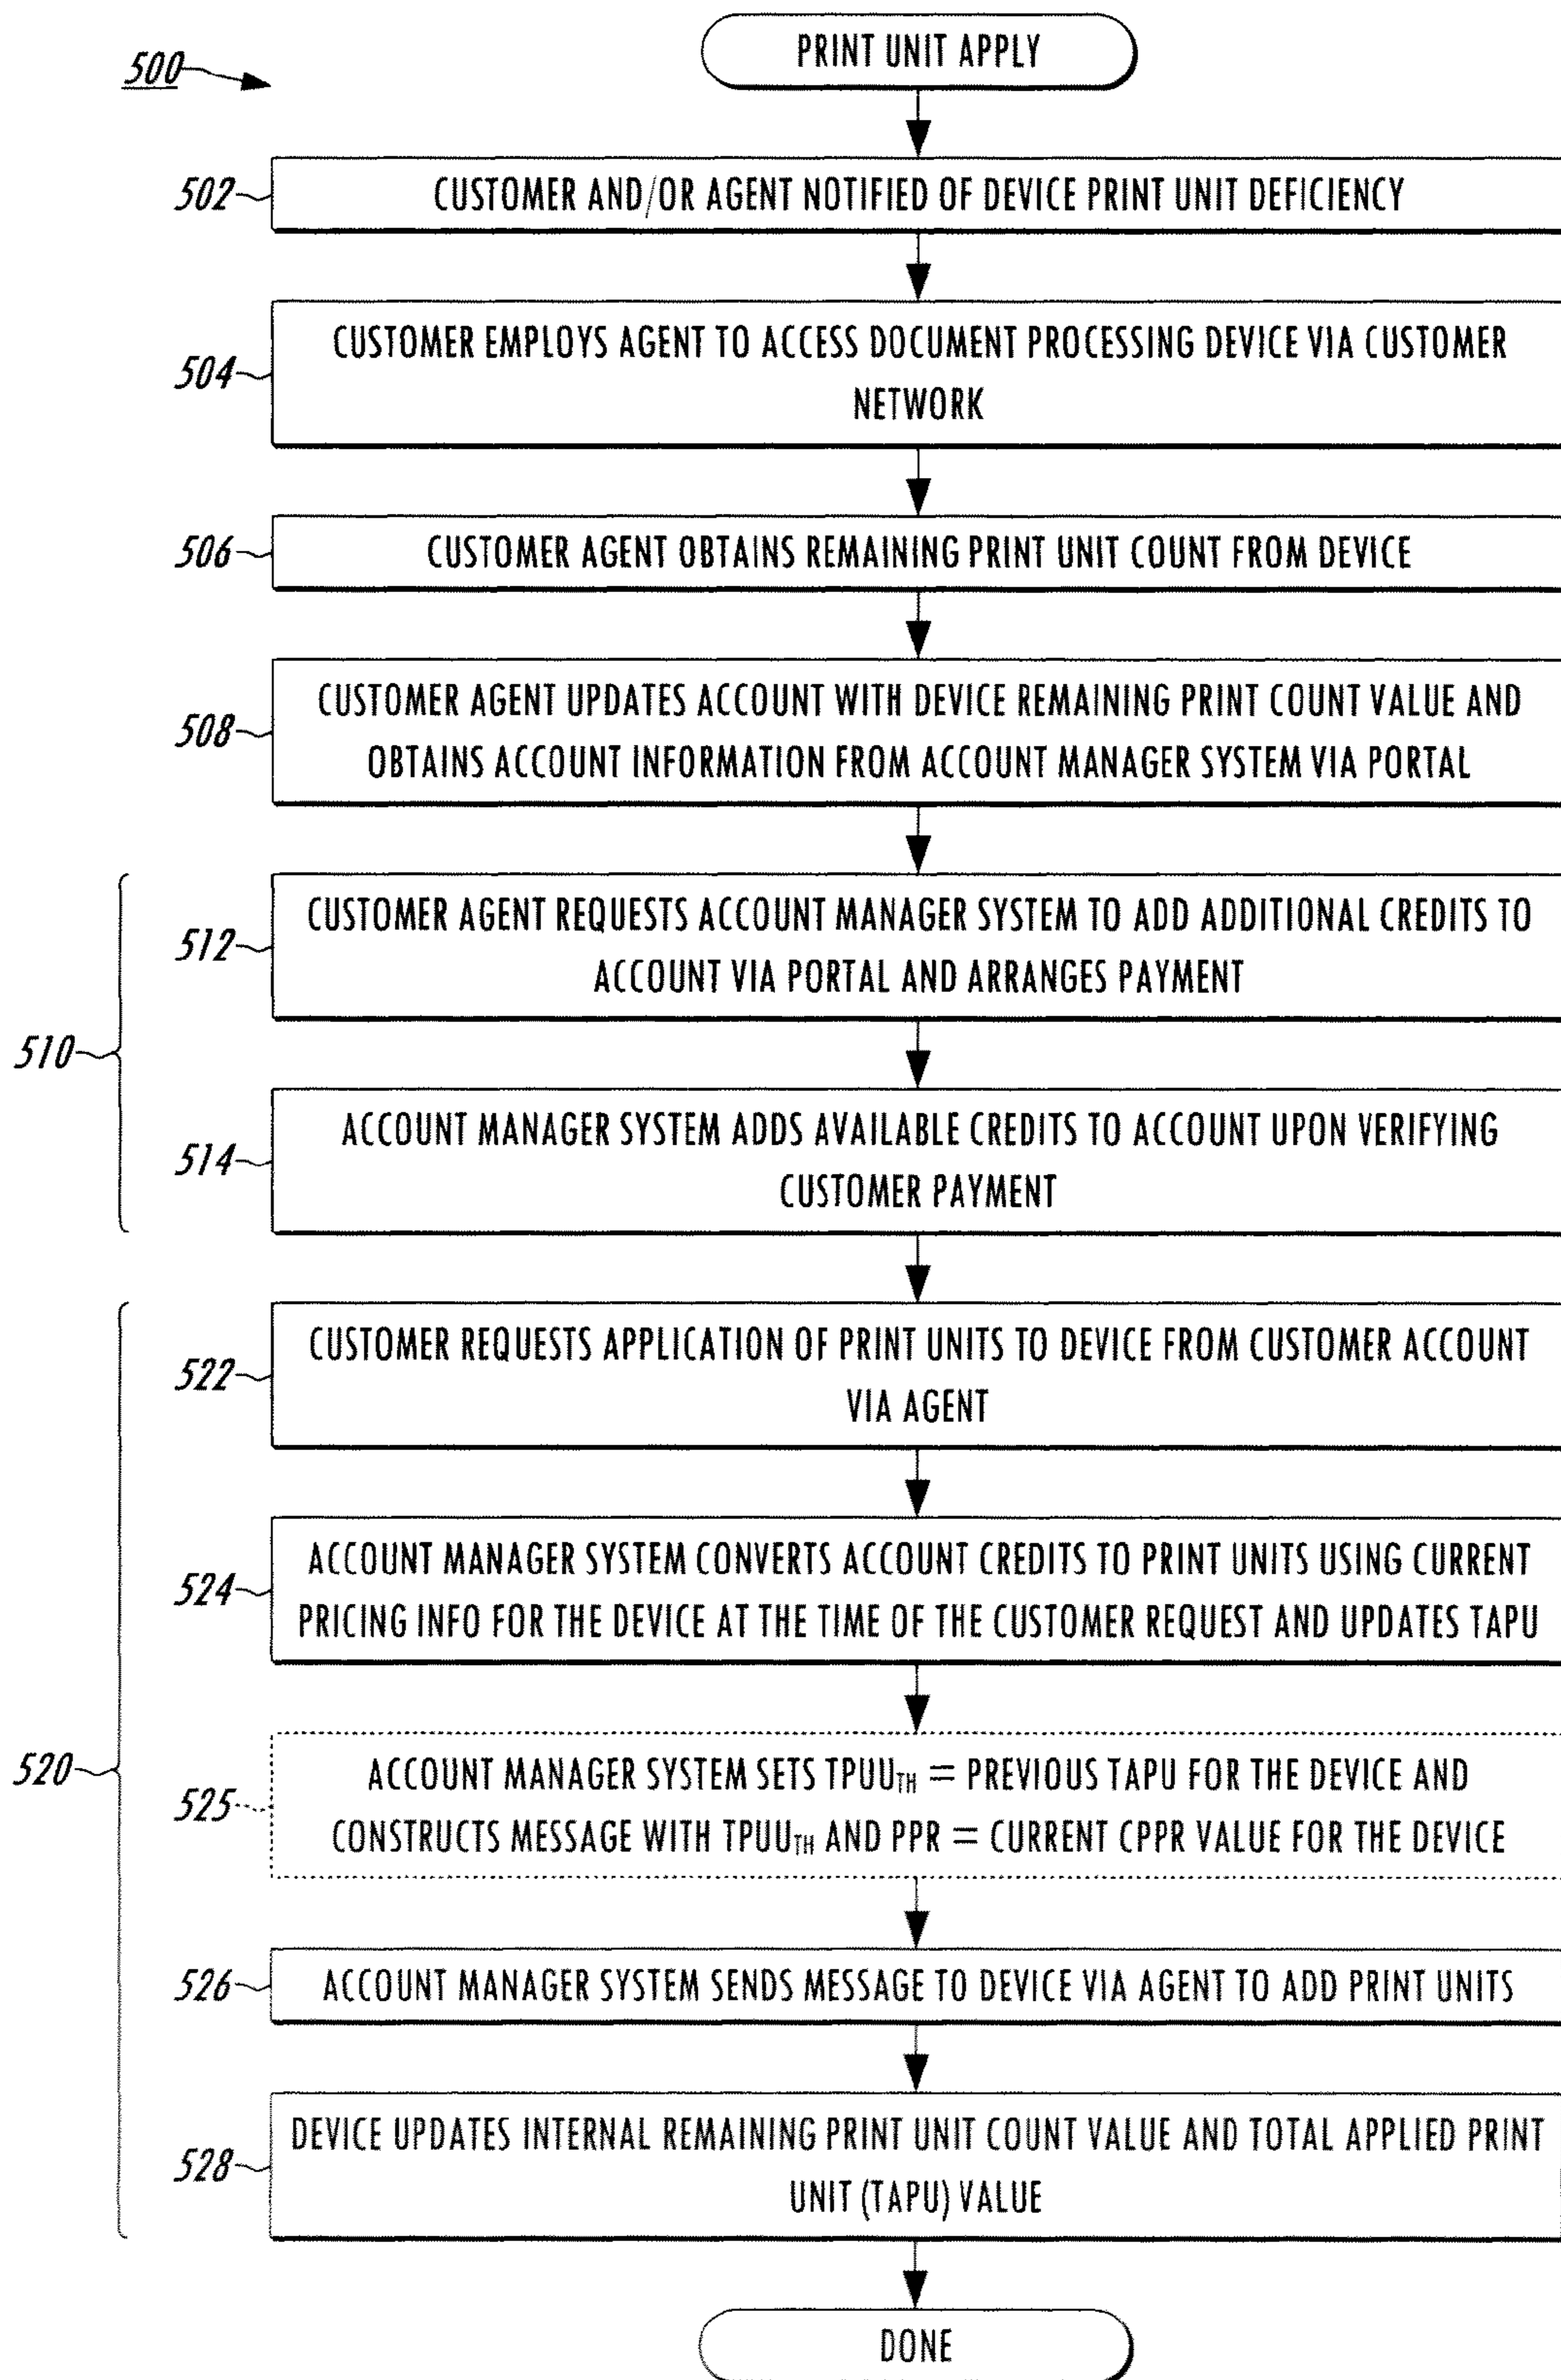 500
PRINT UNIT APPLY
502
CUSTOMER AND/OR AGENT NOTIFIED OF DEVICE PRINT UNIT DEFICIENCY
504
CUSTOMER EMPLOYS AGENT TO ACCESS DOCUMENT PROCESSING DEVICE VIA CUSTOMER
NETWORK
506
CUSTOMER AGENT OBTAINS REMAINING PRINT UNIT COUNT FROM DEVICE
508
CUSTOMER AGENT UPDATES ACCOUNT WITH DEVICE REMAINING PRINT COUNT VALUE AND
OBTAINS ACCOUNT INFORMATION FROM ACCOUNT MANAGER SYSTEM VIA PORTAL
510
512
CUSTOMER AGENT REQUESTS ACCOUNT MANAGER SYSTEM TO ADD ADDITIONAL CREDITS TO
ACCOUNT VIA PORTAL AND ARRANGES PAYMENT
514
ACCOUNT MANAGER SYSTEM ADDS AVAILABLE CREDITS TO ACCOUNT UPON VERIFYING
CUSTOMER PAYMENT
520
522
CUSTOMER REQUESTS APPLICATION OF PRINT UNITS TO DEVICE FROM CUSTOMER ACCOUNT
VIA AGENT
524
ACCOUNT MANAGER SYSTEM CONVERTS ACCOUNT CREDITS TO PRINT UNITS USING CURRENT
PRICING INFO FOR THE DEVICE AT THE TIME OF THE CUSTOMER REQUEST AND UPDATES TAPU
525
ACCOUNT MANAGER SYSTEM SETS TPUU_TH = PREVIOUS TAPU FOR THE DEVICE AND
CONSTRUCTS MESSAGE WITH TPUU_TH AND PPR = CURRENT CPPR VALUE FOR THE DEVICE
526
ACCOUNT MANAGER SYSTEM SENDS MESSAGE TO DEVICE VIA AGENT TO ADD PRINT UNITS
528
DEVICE UPDATES INTERNAL REMAINING PRINT UNIT COUNT VALUE AND TOTAL APPLIED PRINT
UNIT (TAPU) VALUE
DONE